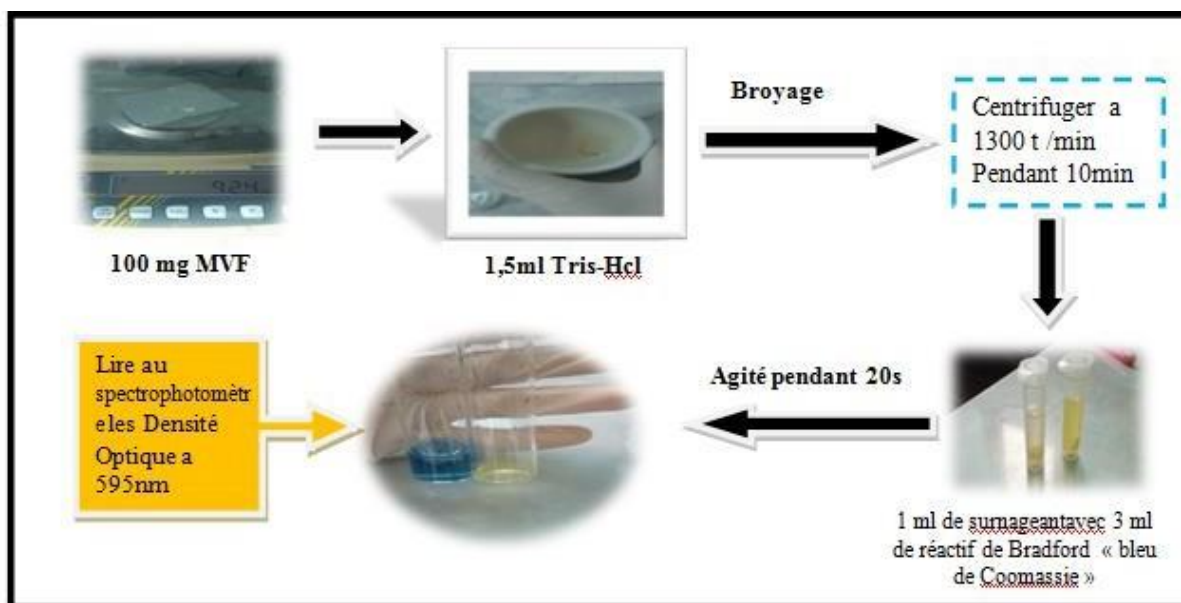 100 mg MVF
1,5ml Tris-Hcl
Broyage
Centrifuger a
1300 t /min
Pendant 10min
1 ml de surnageantavec 3 ml
de réactif de Bradford « bleu
de Coomassie »
Agité pendant 20s
Lire au
spectrophotomètr
e les Densité
Optique a
595nm